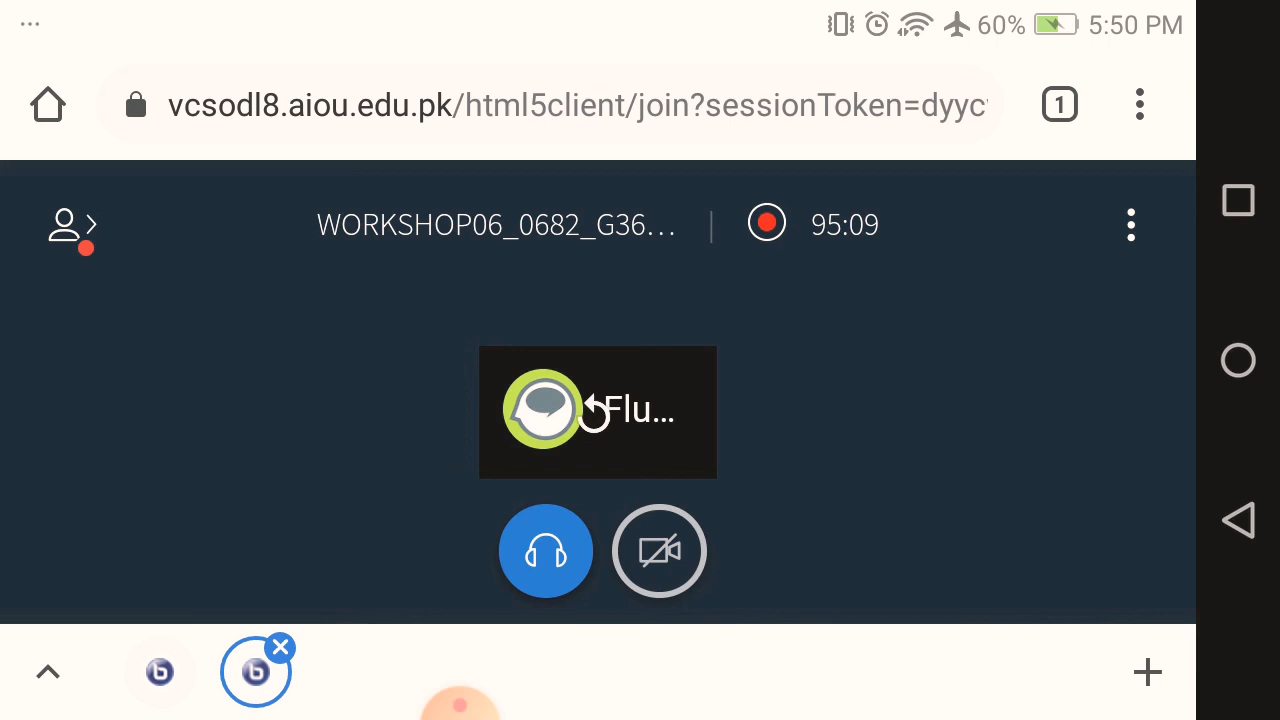 ...
60% 5:50 PM
vcsodl8.aiou.edu.pk/html5client/join?sessionToken=dyyc
1
WORKSHOP06_0682_G36... | 95:09
Flu...
b b